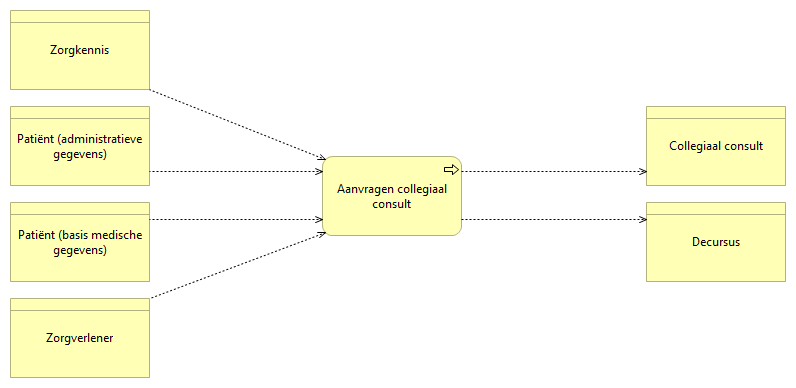 Zorgkennis
Patiënt (administratieve
gegevens)
Patiënt (basis medische
gegevens)
Zorgverlener
Aanvragen collegiaal
consult
Collegiaal consult
Decursus